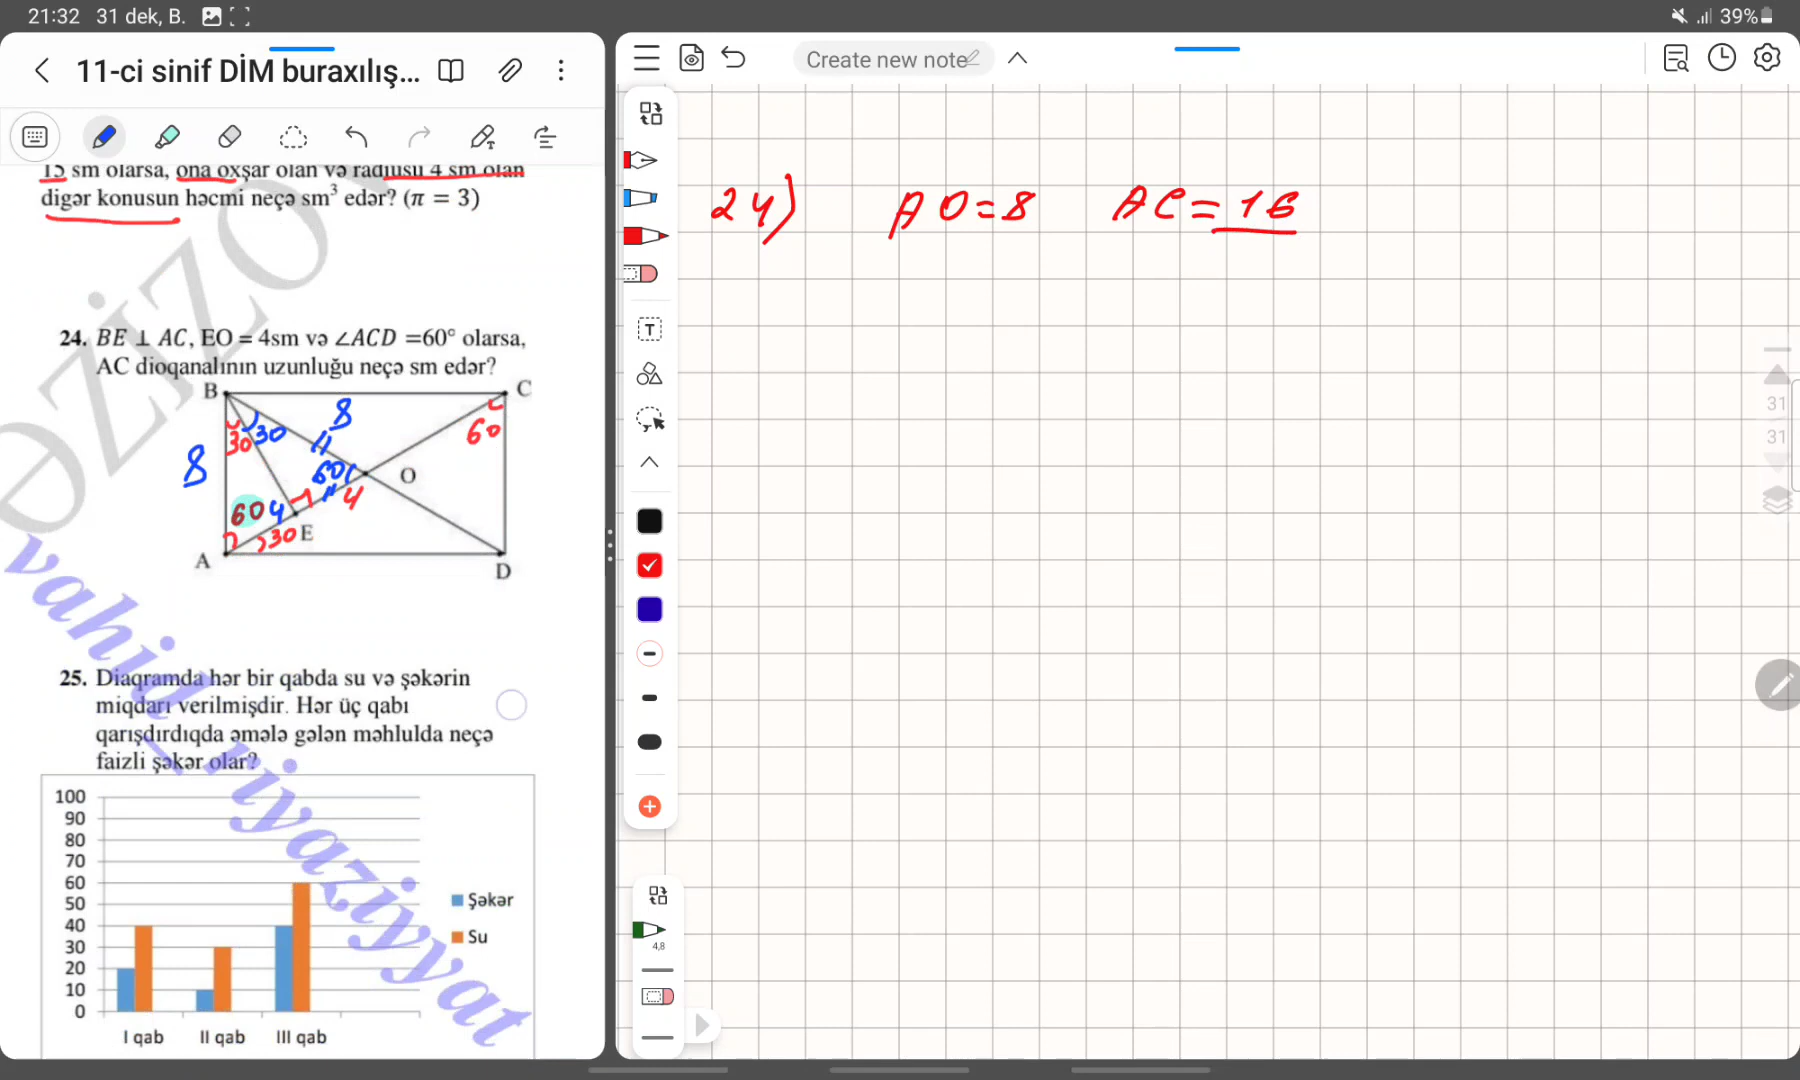 21:32 31 dek, B. 39%
11-ci sinif DİM buraxılış...
15 sm olarsa, ona oxşar olan və radiusu 4 sm olan
digər konusun həcmi neçə sm³ edər? (π = 3)
24. BE ⊥ AC, EO = 4sm və ∠ACD =60° olarsa,
AC dioqanalının uzunluğu neçə sm edər?
B C
8
30 30 60
8
60 O
4
60 4
30 E
A
D
25. Diaqramda hər bir qabda su və şəkərin
miqdarı verilmişdir. Hər üç qabı
qarışdırdıqda əmələ gələn məhlulda neçə
faizli şəkər olar?
100
90
80
70
60
50
40
30
20
10
0
Şəkər
Su
I qab II qab III qab
əzizov
vahid_riyaziyyat
Create new note
24) AO=8 AC=16
T
4,8
31
31